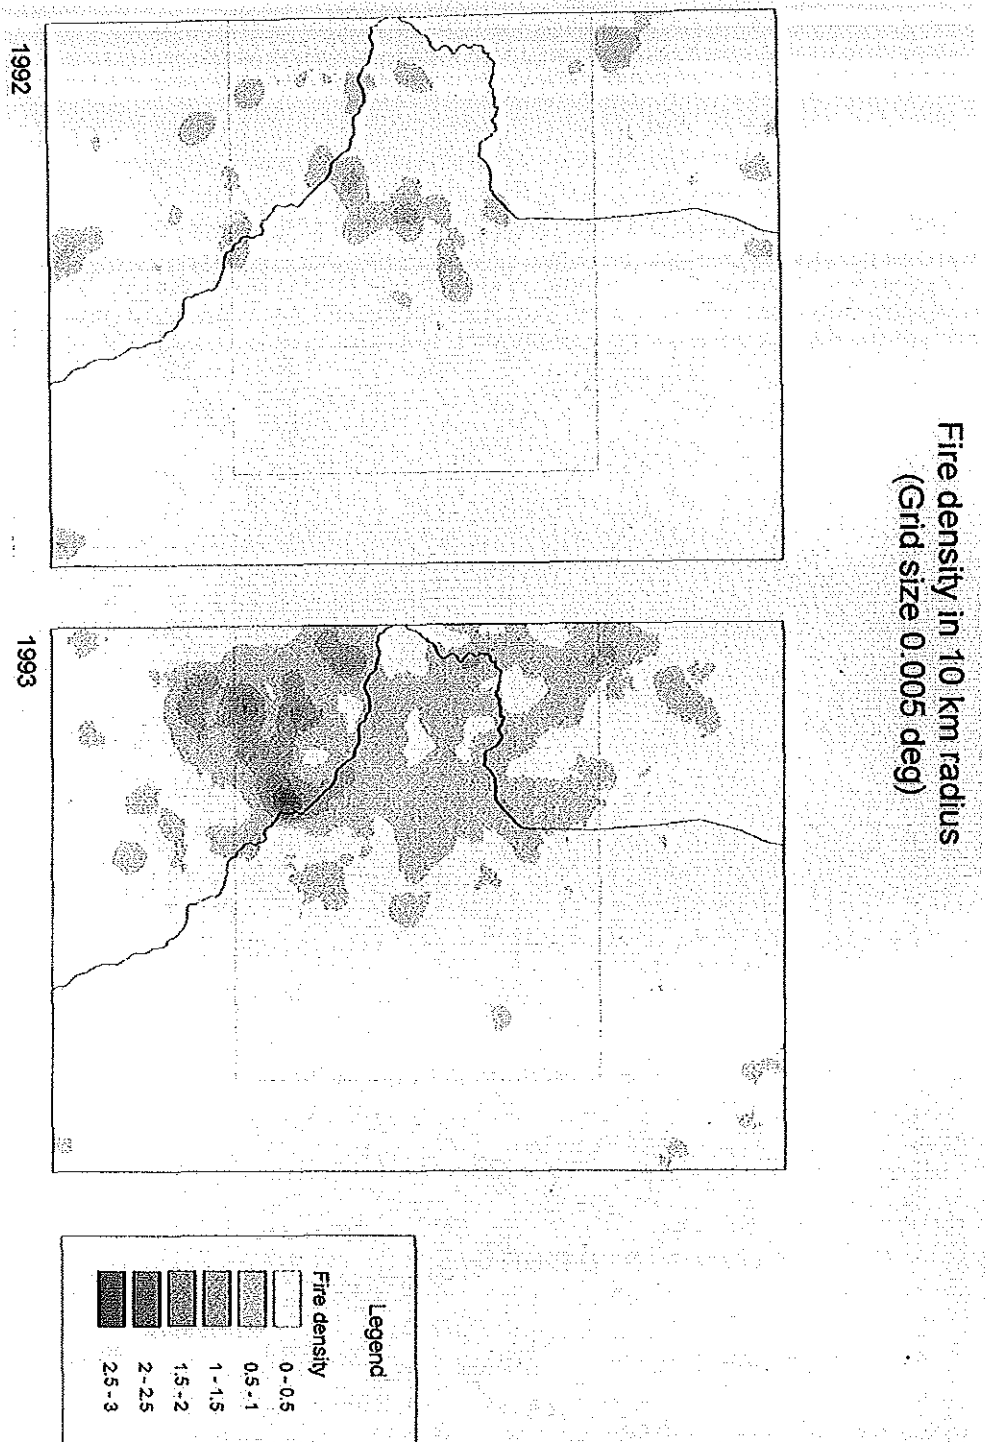 Fire density in 10 km radius
(Grid size 0.005 deg)
1992
1993
Legend
Fire density
0 - 0.5
0.5 - 1
1 - 1.5
1.5 - 2
2 - 2.5
2.5 - 3